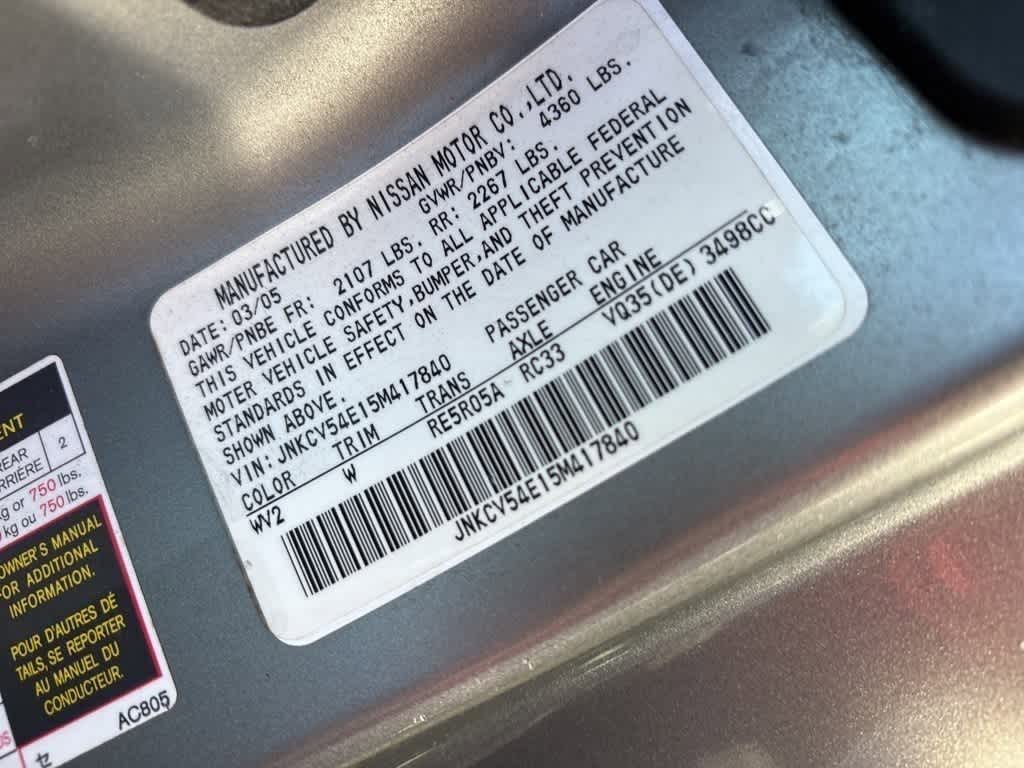 MANUFACTURED BY NISSAN MOTOR CO.,LTD.
DATE: 03/05 GVWR/PNBV: 4360 LBS.
GAWR/PNBE FR: 2107 LBS. RR: 2267 LBS.
THIS VEHICLE CONFORMS TO ALL APPLICABLE FEDERAL
MOTER VEHICLE SAFETY,BUMPER,AND THEFT PREVENTION
STANDARDS IN EFFECT ON THE DATE OF MANUFACTURE
SHOWN ABOVE.
VIN: JNKCV54E15M417840 PASSENGER CAR
COLOR TRIM TRANS AXLE ENGINE
WV2 W RE5R05A RC33 VQ35(DE) 3498CC
JNKCV54E15M417840
ENT
REAR 2
RRIÈRE
kg or 750 lbs.
kg ou 750 lbs.
OWNER'S MANUAL
FOR ADDITIONAL
INFORMATION.
POUR D'AUTRES DÉ
TAILS, SE REPORTER
AU MANUEL DU
CONDUCTEUR.
AC805
セ